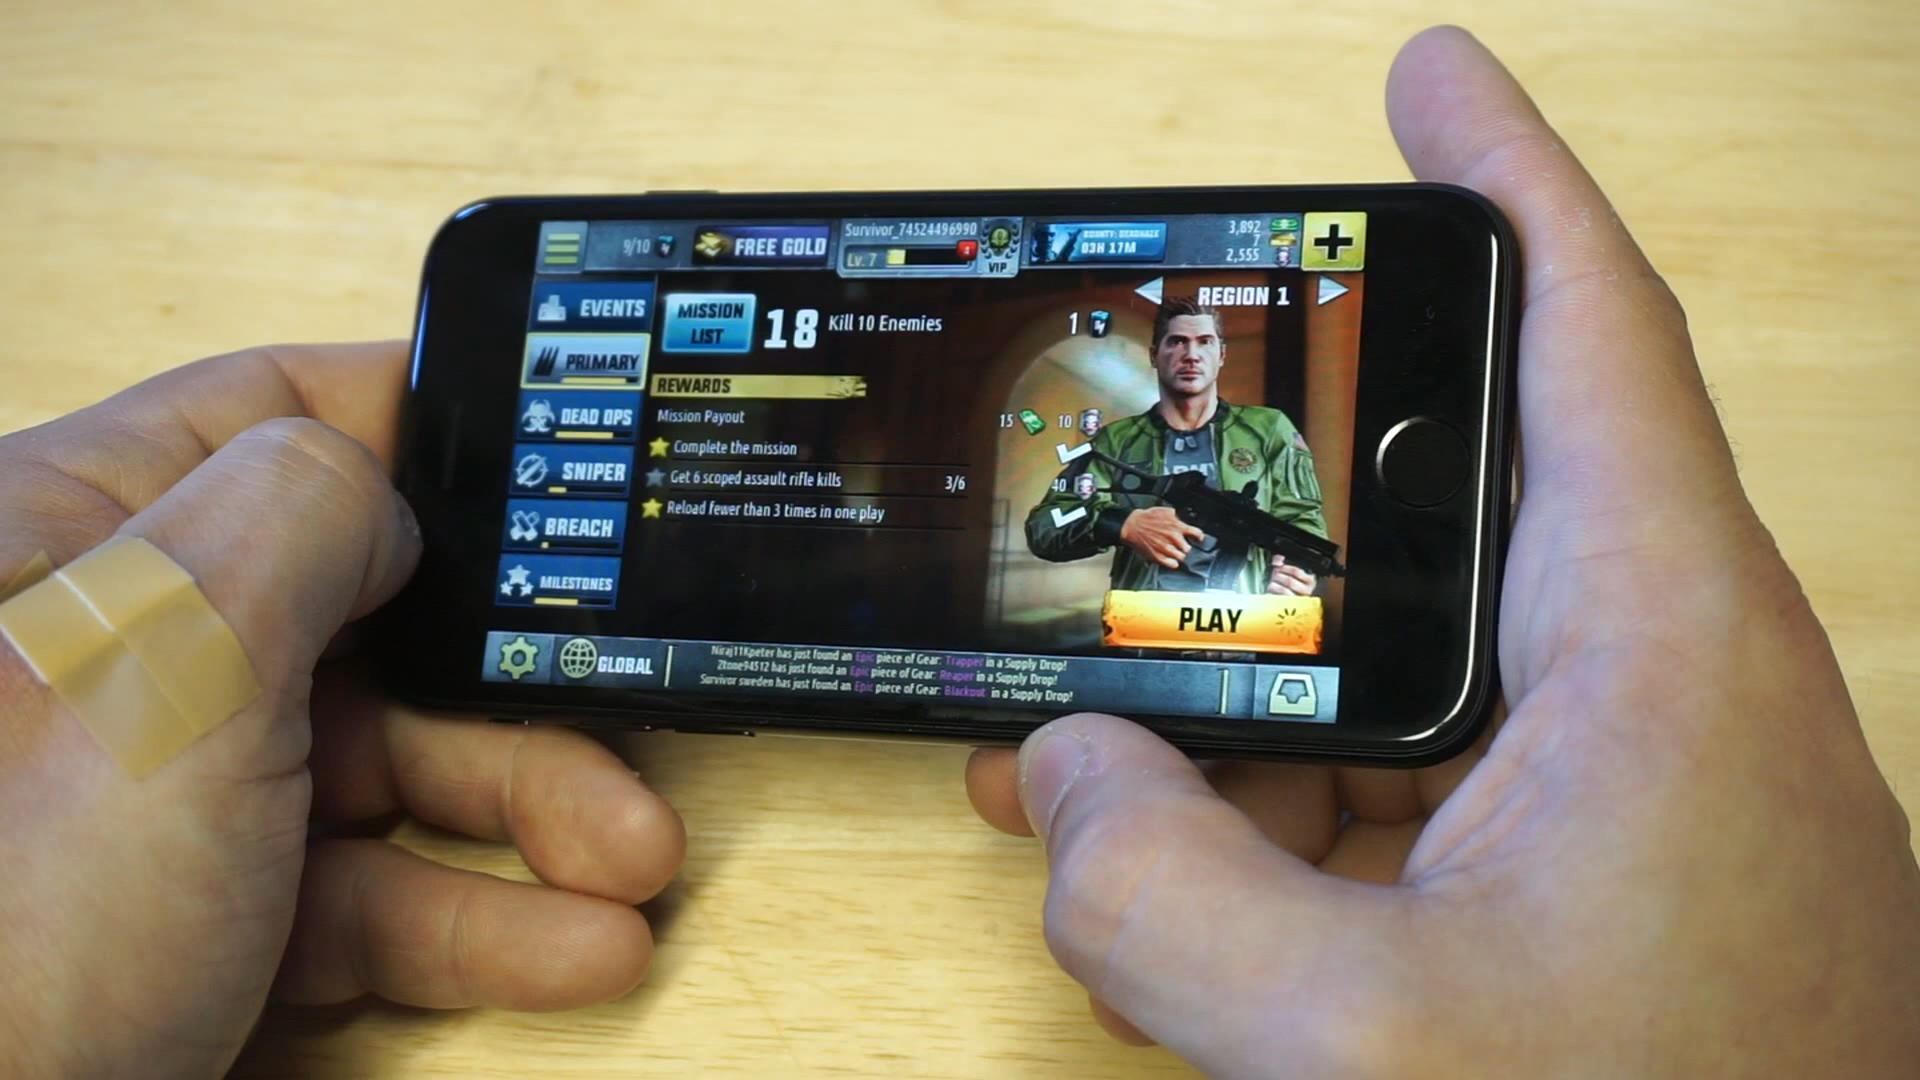 9/10
FREE GOLD
Survivor_74524496990
Lv. 7
VIP
BOUNTY: DEADHAZE
03H 17M
3,892
7
2,555
+
EVENTS
PRIMARY
DEAD OPS
SNIPER
BREACH
MILESTONES
MISSION
LIST
18
Kill 10 Enemies
REWARDS
Mission Payout
Complete the mission
Get 6 scoped assault rifle kills
3/6
Reload fewer than 3 times in one play
REGION 1
1
15
10
40
ARMY
PLAY
GLOBAL
Niraj11Kpeter has just found an Epic piece of Gear: Trapper in a Supply Drop!
2tone94512 has just found an Epic piece of Gear: Reaper in a Supply Drop!
Survivor sweden has just found an Epic piece of Gear: Blackout in a Supply Drop!